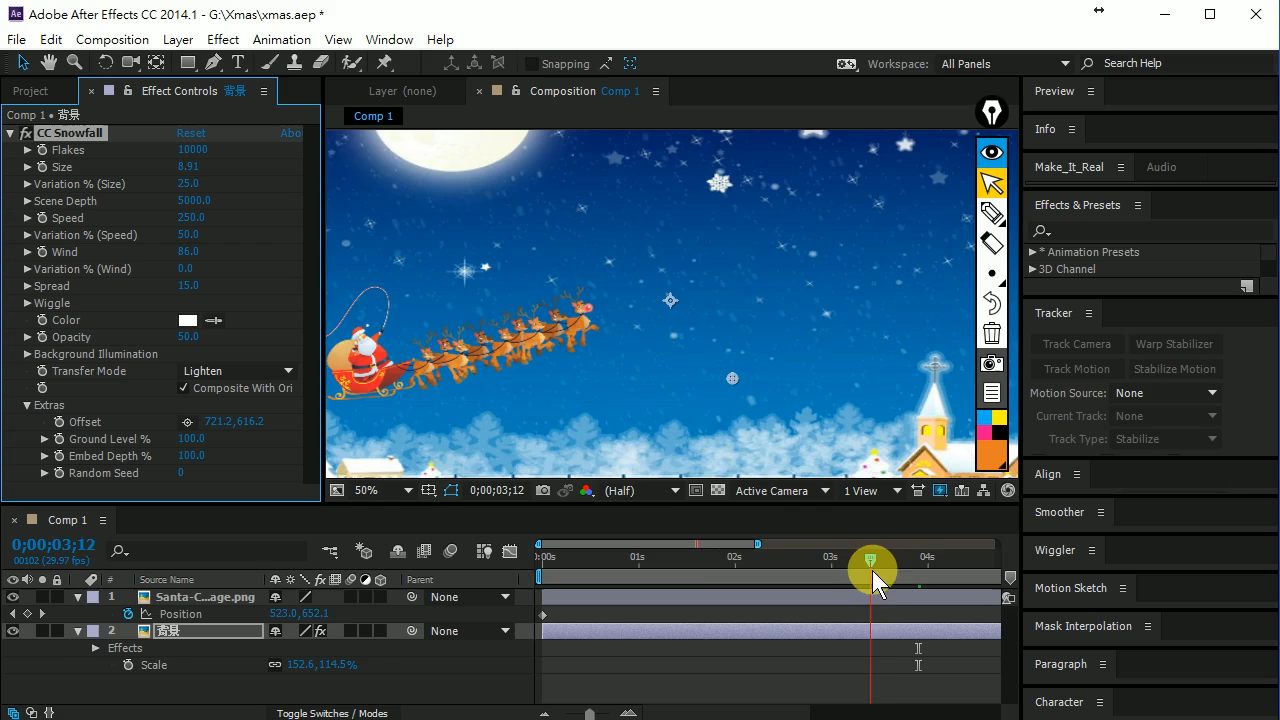 Adobe After Effects CC 2014.1 - G:\Xmas\xmas.aep *
File Edit Composition Layer Effect Animation View Window Help
Snapping Workspace: All Panels Search Help
Project × Effect Controls 背景 Layer (none) × Composition Comp 1 Preview
Comp 1 • 背景 Comp 1
Info
fx CC Snowfall Reset Abo
Flakes 10000
Size 8.91
Make_It_Real Audio
Variation % (Size) 25.0
Scene Depth 5000.0
Effects & Presets
Speed 250.0
Variation % (Speed) 50.0
Wind 86.0
* Animation Presets
Variation % (Wind) 0.0
3D Channel
Spread 15.0
Wiggle
Tracker
Color
Opacity 50.0
Track Camera Warp Stabilizer
Background Illumination
Transfer Mode Lighten
Track Motion Stabilize Motion
Composite With Ori
Motion Source: None
Extras
Current Track: None
Offset 721.2,616.2
Ground Level % 100.0
Track Type: Stabilize
Embed Depth % 100.0
Random Seed 0
Align
50% 0;00;03;12 (Half) Active Camera 1 View
Smoother
× Comp 1
0;00;03;12
00102 (29.97 fps)
:00s 01s 02s 03s 04s
Wiggler
# Source Name fx Parent
Motion Sketch
1 Santa-C...age.png None
Position 523.0,652.1
Mask Interpolation
2 背景 fx None
Effects
Scale 152.6,114.5%
Paragraph
Character
Toggle Switches / Modes